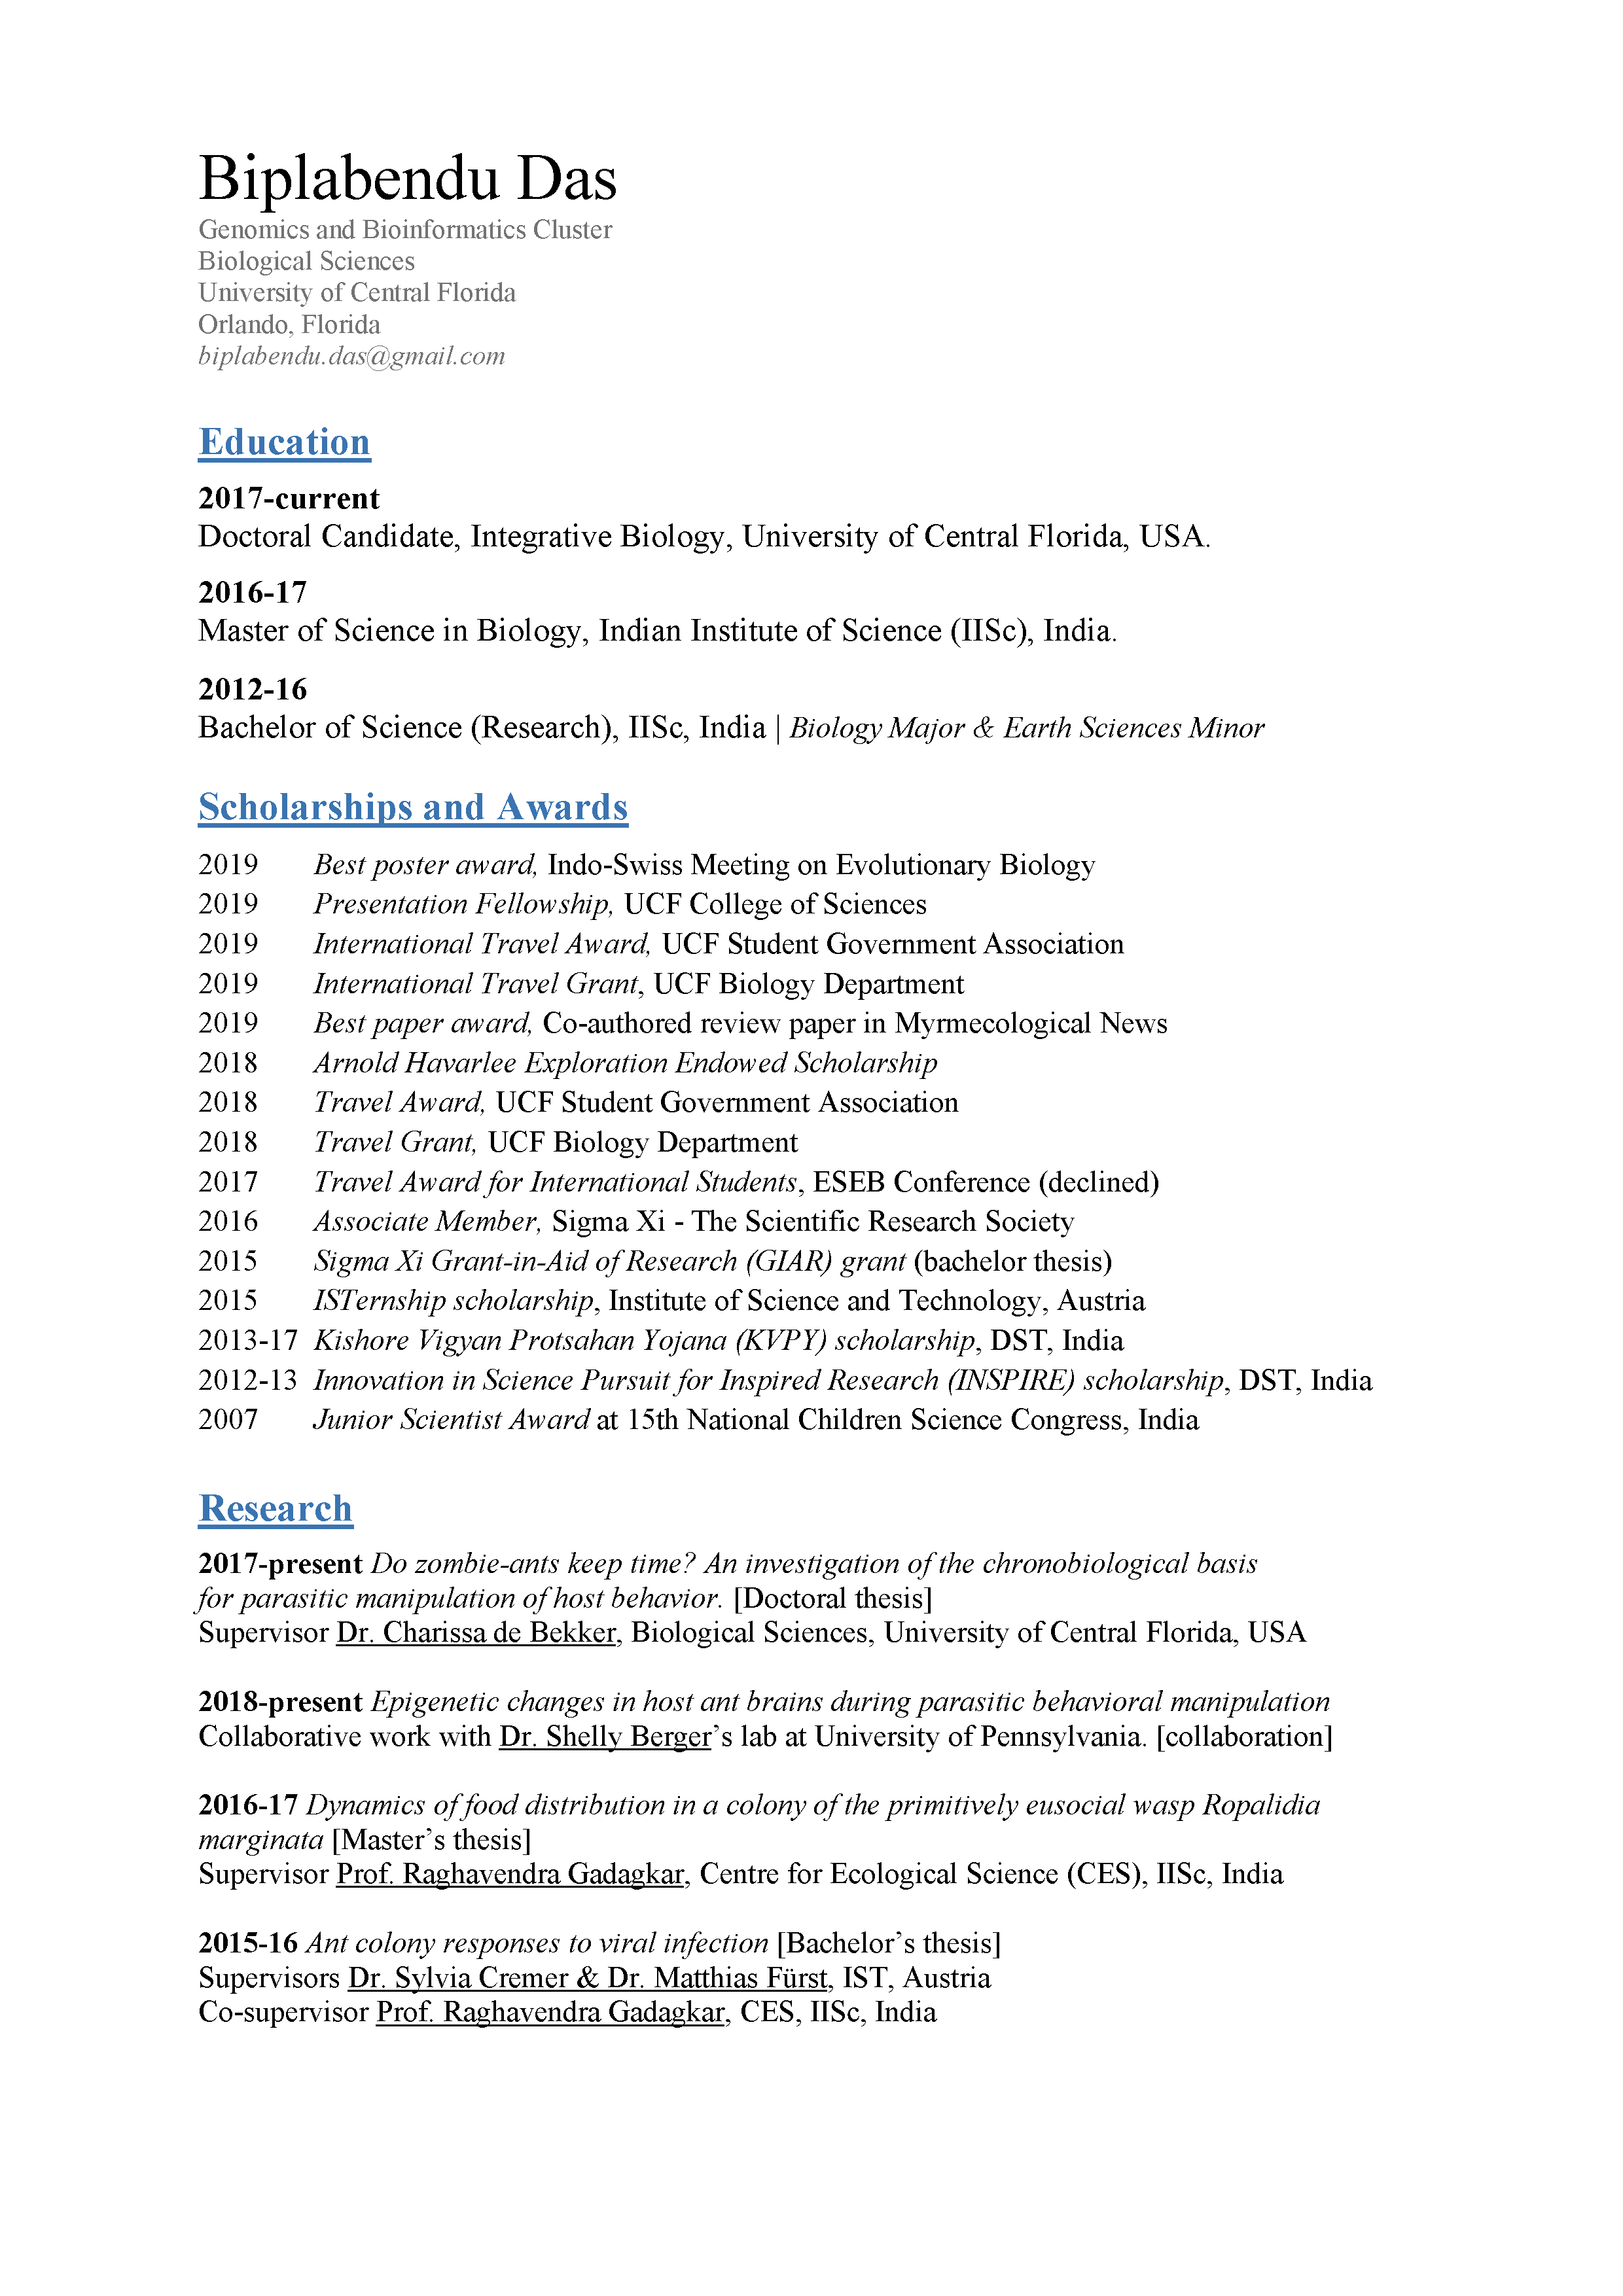 Biplabendu Das
Genomics and Bioinformatics Cluster
Biological Sciences
University of Central Florida
Orlando, Florida
biplabendu.das@gmail.com
Education
2017-current
Doctoral Candidate, Integrative Biology, University of Central Florida, USA.
2016-17
Master of Science in Biology, Indian Institute of Science (IISc), India.
2012-16
Bachelor of Science (Research), IISc, India | Biology Major & Earth Sciences Minor
Scholarships and Awards
2019 Best poster award, Indo-Swiss Meeting on Evolutionary Biology
2019 Presentation Fellowship, UCF College of Sciences
2019 International Travel Award, UCF Student Government Association
2019 International Travel Grant, UCF Biology Department
2019 Best paper award, Co-authored review paper in Myrmecological News
2018 Arnold Havarlee Exploration Endowed Scholarship
2018 Travel Award, UCF Student Government Association
2018 Travel Grant, UCF Biology Department
2017 Travel Award for International Students, ESEB Conference (declined)
2016 Associate Member, Sigma Xi - The Scientific Research Society
2015 Sigma Xi Grant-in-Aid of Research (GIAR) grant (bachelor thesis)
2015 ISTernship scholarship, Institute of Science and Technology, Austria
2013-17 Kishore Vigyan Protsahan Yojana (KVPY) scholarship, DST, India
2012-13 Innovation in Science Pursuit for Inspired Research (INSPIRE) scholarship, DST, India
2007 Junior Scientist Award at 15th National Children Science Congress, India
Research
2017-present Do zombie-ants keep time? An investigation of the chronobiological basis
for parasitic manipulation of host behavior. [Doctoral thesis]
Supervisor Dr. Charissa de Bekker, Biological Sciences, University of Central Florida, USA
2018-present Epigenetic changes in host ant brains during parasitic behavioral manipulation
Collaborative work with Dr. Shelly Berger’s lab at University of Pennsylvania. [collaboration]
2016-17 Dynamics of food distribution in a colony of the primitively eusocial wasp Ropalidia
marginata [Master’s thesis]
Supervisor Prof. Raghavendra Gadagkar, Centre for Ecological Science (CES), IISc, India
2015-16 Ant colony responses to viral infection [Bachelor’s thesis]
Supervisors Dr. Sylvia Cremer & Dr. Matthias Fürst, IST, Austria
Co-supervisor Prof. Raghavendra Gadagkar, CES, IISc, India